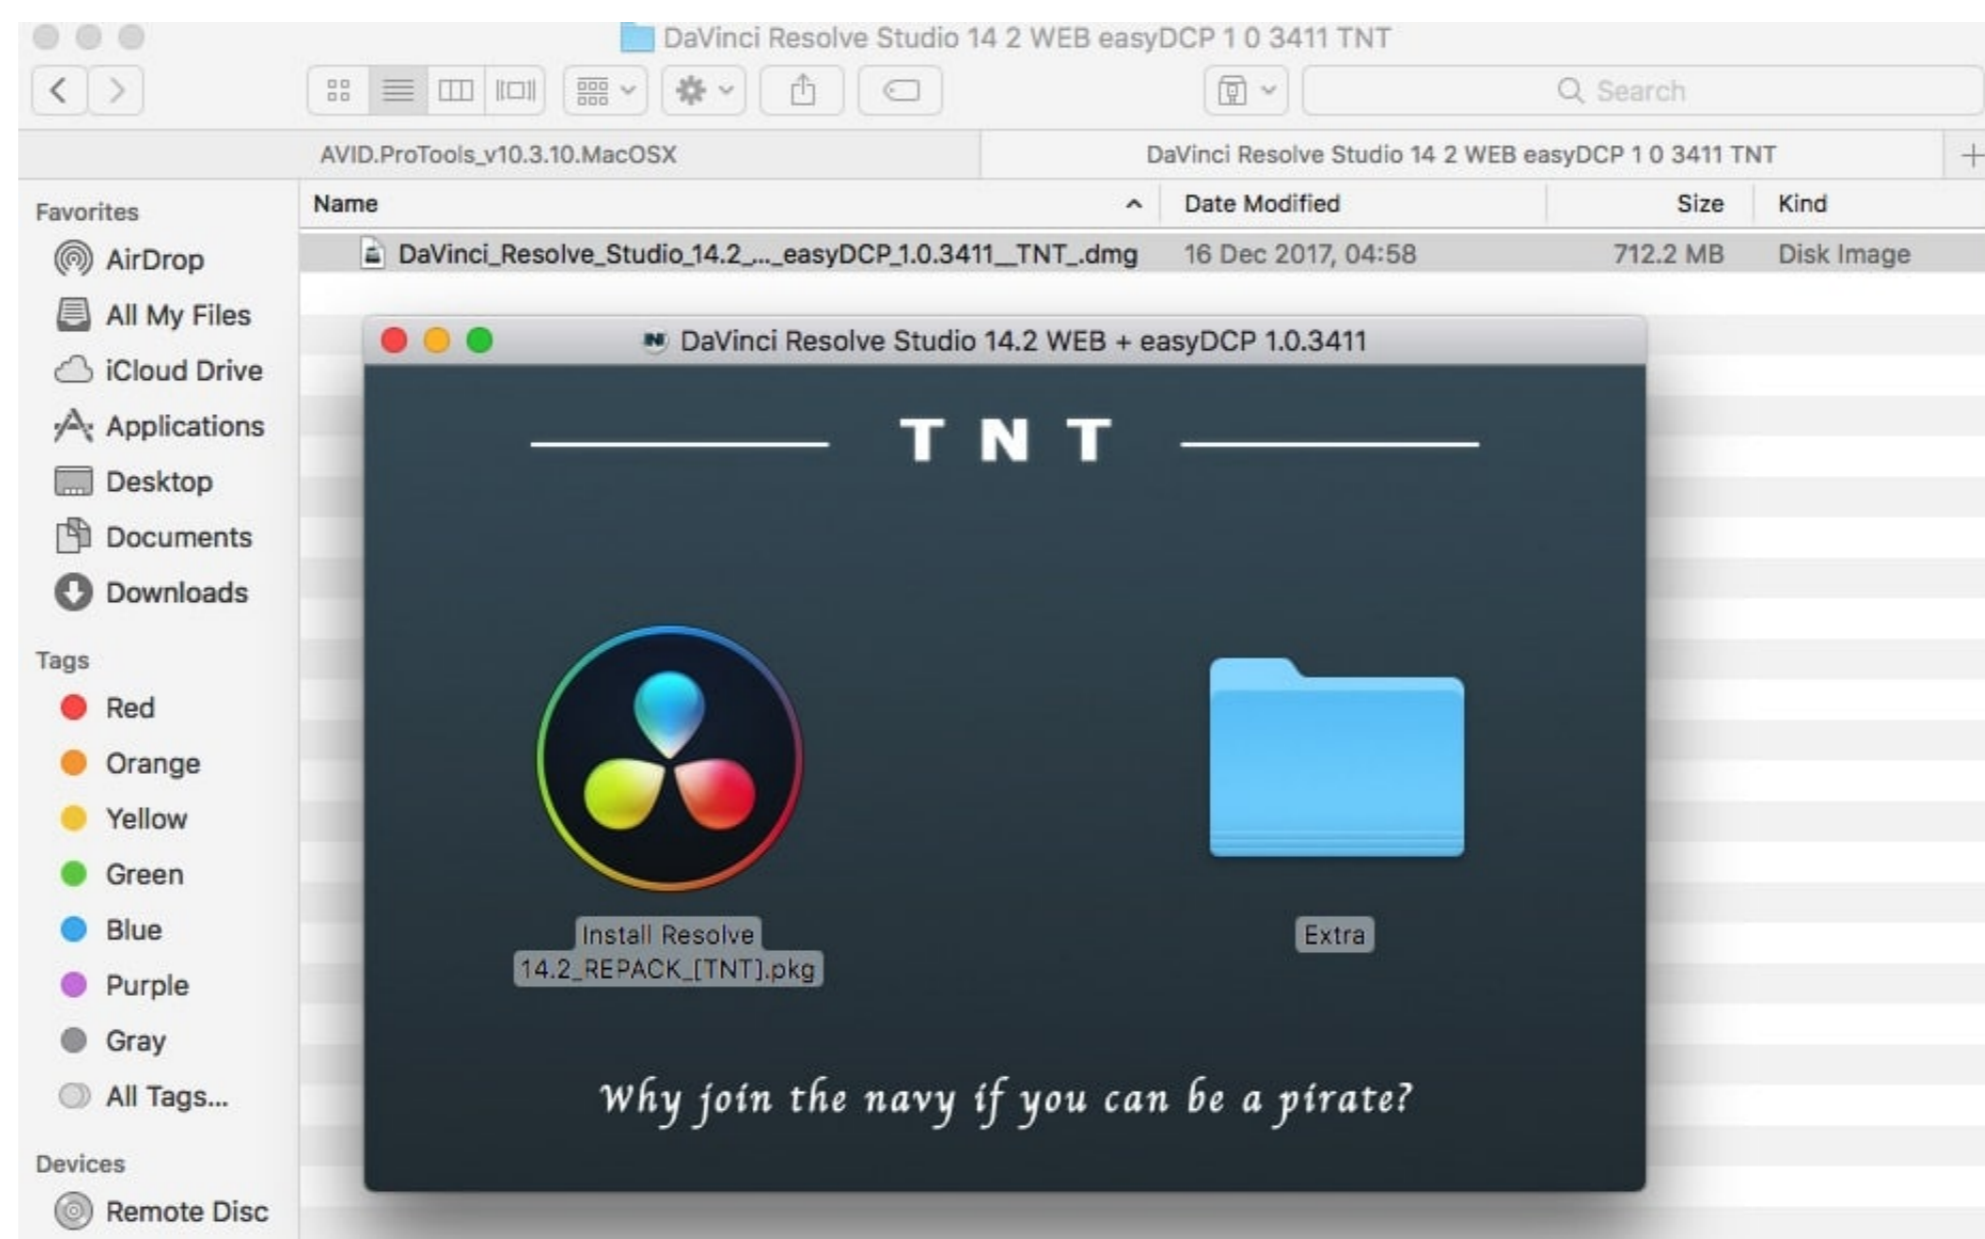 DaVinci Resolve Studio 14 2 WEB easyDCP 1 0 3411 TNT
Search
AVID.ProTools_v10.3.10.MacOSX
DaVinci Resolve Studio 14 2 WEB easyDCP 1 0 3411 TNT
Name
Date Modified
Size
Kind
DaVinci_Resolve_Studio_14.2_..._easyDCP_1.0.3411__TNT_.dmg
16 Dec 2017, 04:58
712.2 MB
Disk Image
Favorites
AirDrop
All My Files
iCloud Drive
Applications
Desktop
Documents
Downloads
Tags
Red
Orange
Yellow
Green
Blue
Purple
Gray
All Tags...
Devices
Remote Disc
DaVinci Resolve Studio 14.2 WEB + easyDCP 1.0.3411
TNT
Install Resolve
14.2_REPACK_[TNT].pkg
Extra
Why join the navy if you can be a pirate?